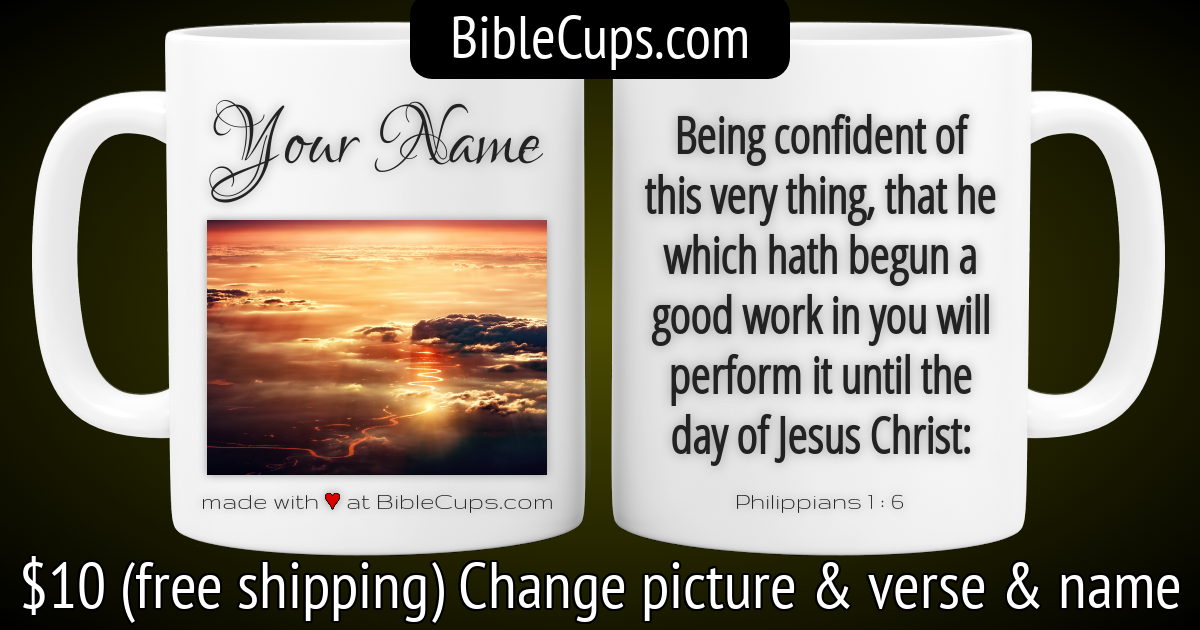 BibleCups.com
Your Name
made with ♥ at BibleCups.com
Being confident of
this very thing, that he
which hath begun a
good work in you will
perform it until the
day of Jesus Christ:
Philippians 1 : 6
$10 (free shipping) Change picture & verse & name